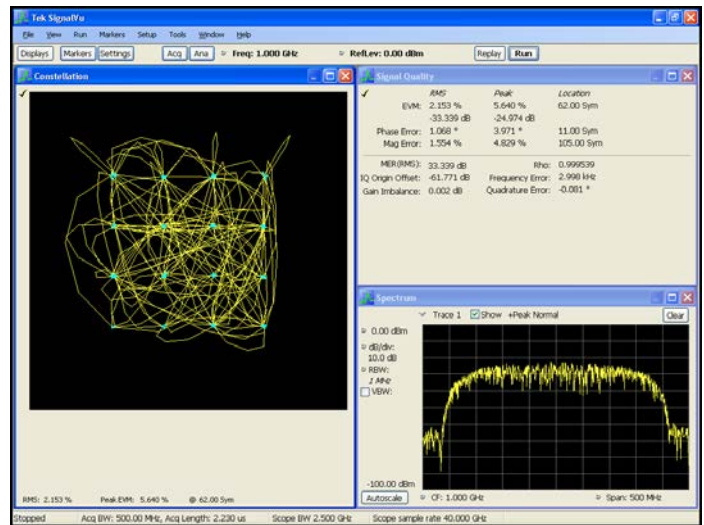 Tek SignalVu
File View Run Markers Setup Tools Window Help
Displays Markers Settings Acq Ana Freq: 1.000 GHz RefLev: 0.00 dBm Replay Run
Constellation
RMS: 2.153 % Peak EVM: 5.640 % @ 62.00 Sym
Signal Quality
RMS Peak Location
EVM: 2.153 % 5.640 % 62.00 Sym
-33.339 dB -24.974 dB
Phase Error: 1.068 ° 3.971 ° 11.00 Sym
Mag Error: 1.554 % 4.829 % 105.00 Sym
MER(RMS): 33.339 dB Rho: 0.999539
IQ Origin Offset: -61.771 dB Frequency Error: 2.998 kHz
Gain Imbalance: 0.002 dB Quadrature Error: -0.081 °
Spectrum
Trace 1 Show +Peak Normal Clear
0.00 dBm
dB/div:
10.0 dB
RBW:
1 MHz
VBW:
-100.00 dBm
Autoscale CF: 1.000 GHz Span: 500 MHz
Stopped Acq BW: 500.00 MHz, Acq Length: 2.230 us Scope BW 2.500 GHz Scope sample rate 40.000 GHz